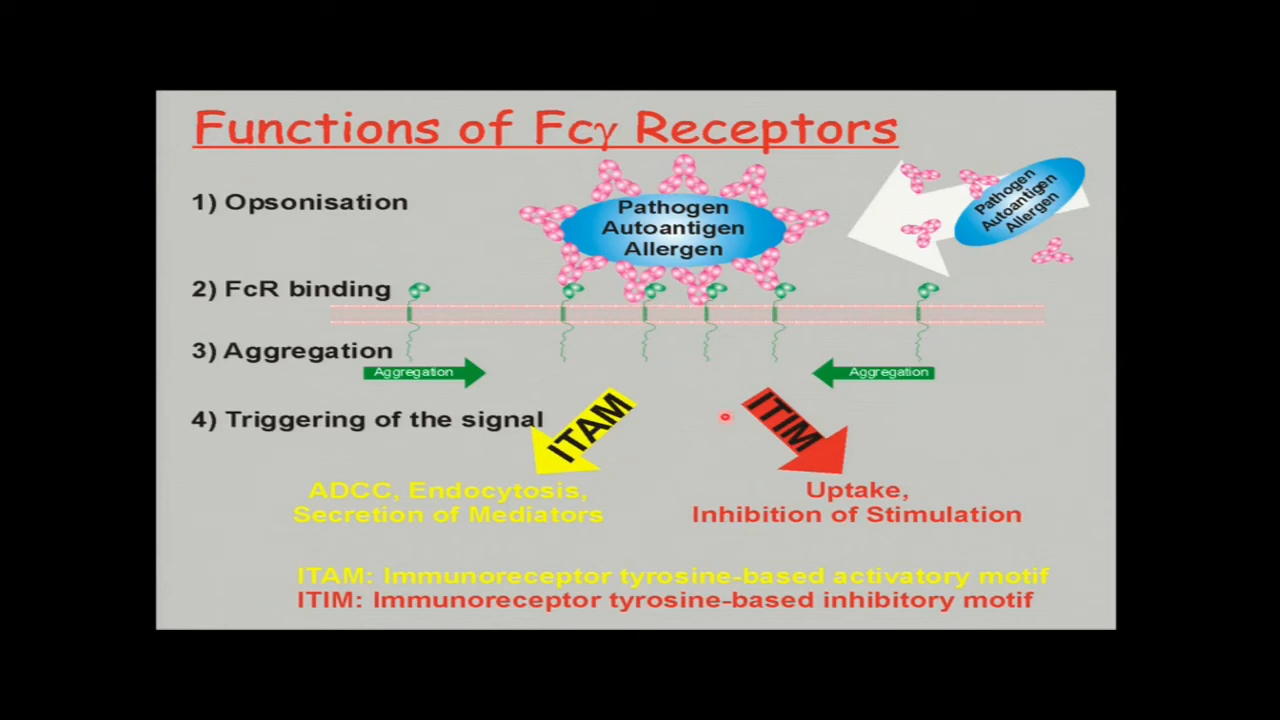 Functions of Fcγ Receptors
1) Opsonisation
Pathogen
Autoantigen
Allergen
Pathogen
Autoantigen
Allergen
2) FcR binding
3) Aggregation
Aggregation
Aggregation
4) Triggering of the signal
ITAM
ITIM
ADCC, Endocytosis,
Secretion of Mediators
Uptake,
Inhibition of Stimulation
ITAM: Immunoreceptor tyrosine-based activatory motif
ITIM: Immunoreceptor tyrosine-based inhibitory motif